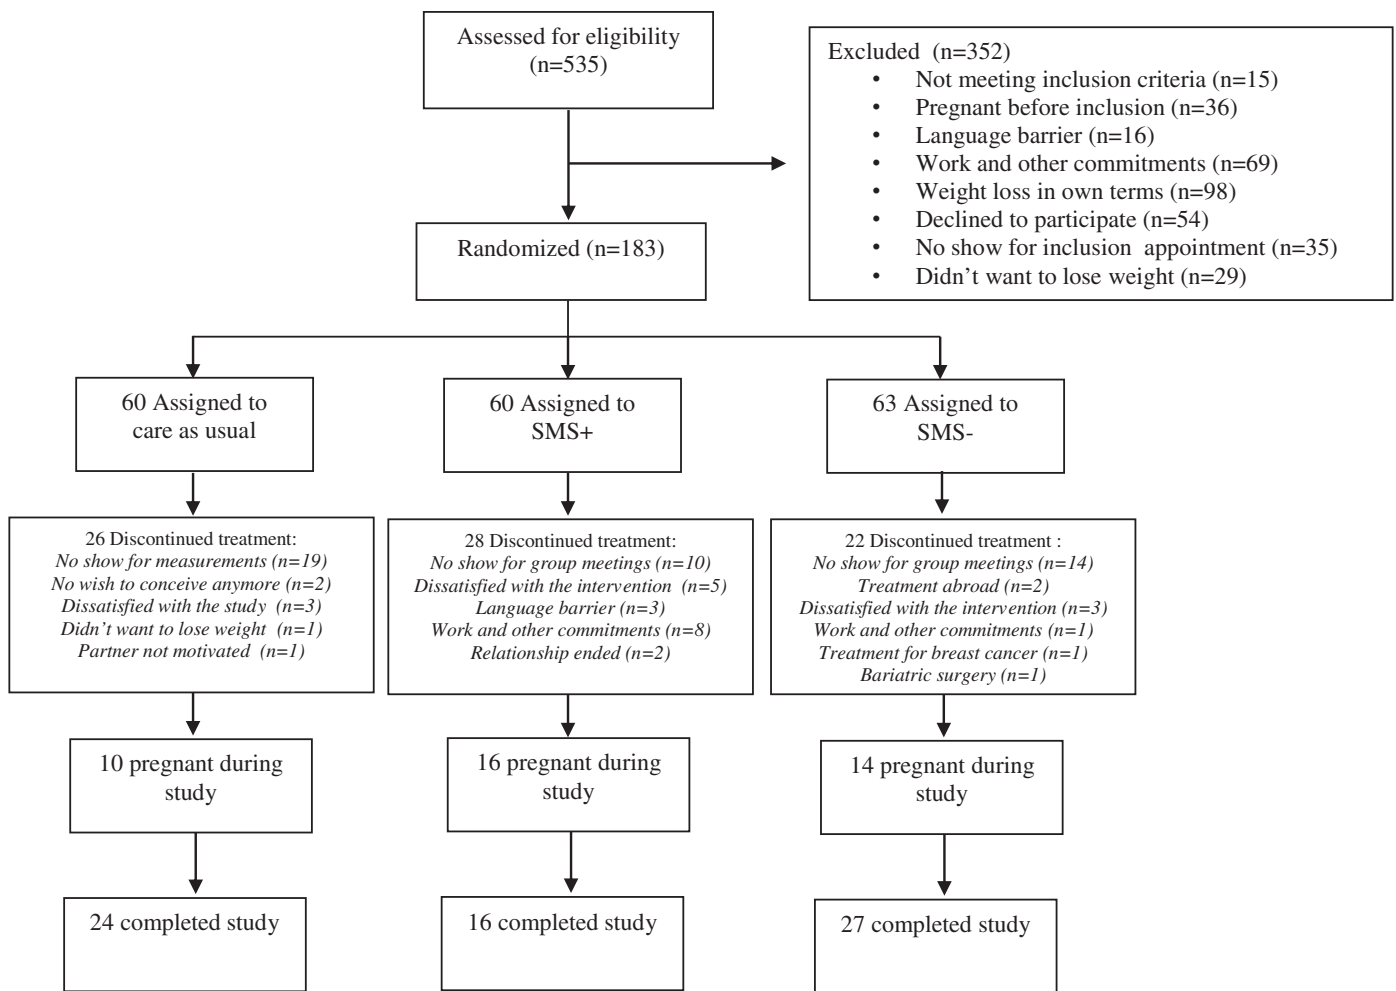 Assessed for eligibility
(n=535)
Excluded (n=352)
• Not meeting inclusion criteria (n=15)
• Pregnant before inclusion (n=36)
• Language barrier (n=16)
• Work and other commitments (n=69)
• Weight loss in own terms (n=98)
• Declined to participate (n=54)
• No show for inclusion appointment (n=35)
• Didn't want to lose weight (n=29)
Randomized (n=183)
60 Assigned to
care as usual
60 Assigned to
SMS+
63 Assigned to
SMS-
26 Discontinued treatment:
No show for measurements (n=19)
No wish to conceive anymore (n=2)
Dissatisfied with the study (n=3)
Didn't want to lose weight (n=1)
Partner not motivated (n=1)
28 Discontinued treatment:
No show for group meetings (n=10)
Dissatisfied with the intervention (n=5)
Language barrier (n=3)
Work and other commitments (n=8)
Relationship ended (n=2)
22 Discontinued treatment :
No show for group meetings (n=14)
Treatment abroad (n=2)
Dissatisfied with the intervention (n=3)
Work and other commitments (n=1)
Treatment for breast cancer (n=1)
Bariatric surgery (n=1)
10 pregnant during
study
16 pregnant during
study
14 pregnant during
study
24 completed study
16 completed study
27 completed study